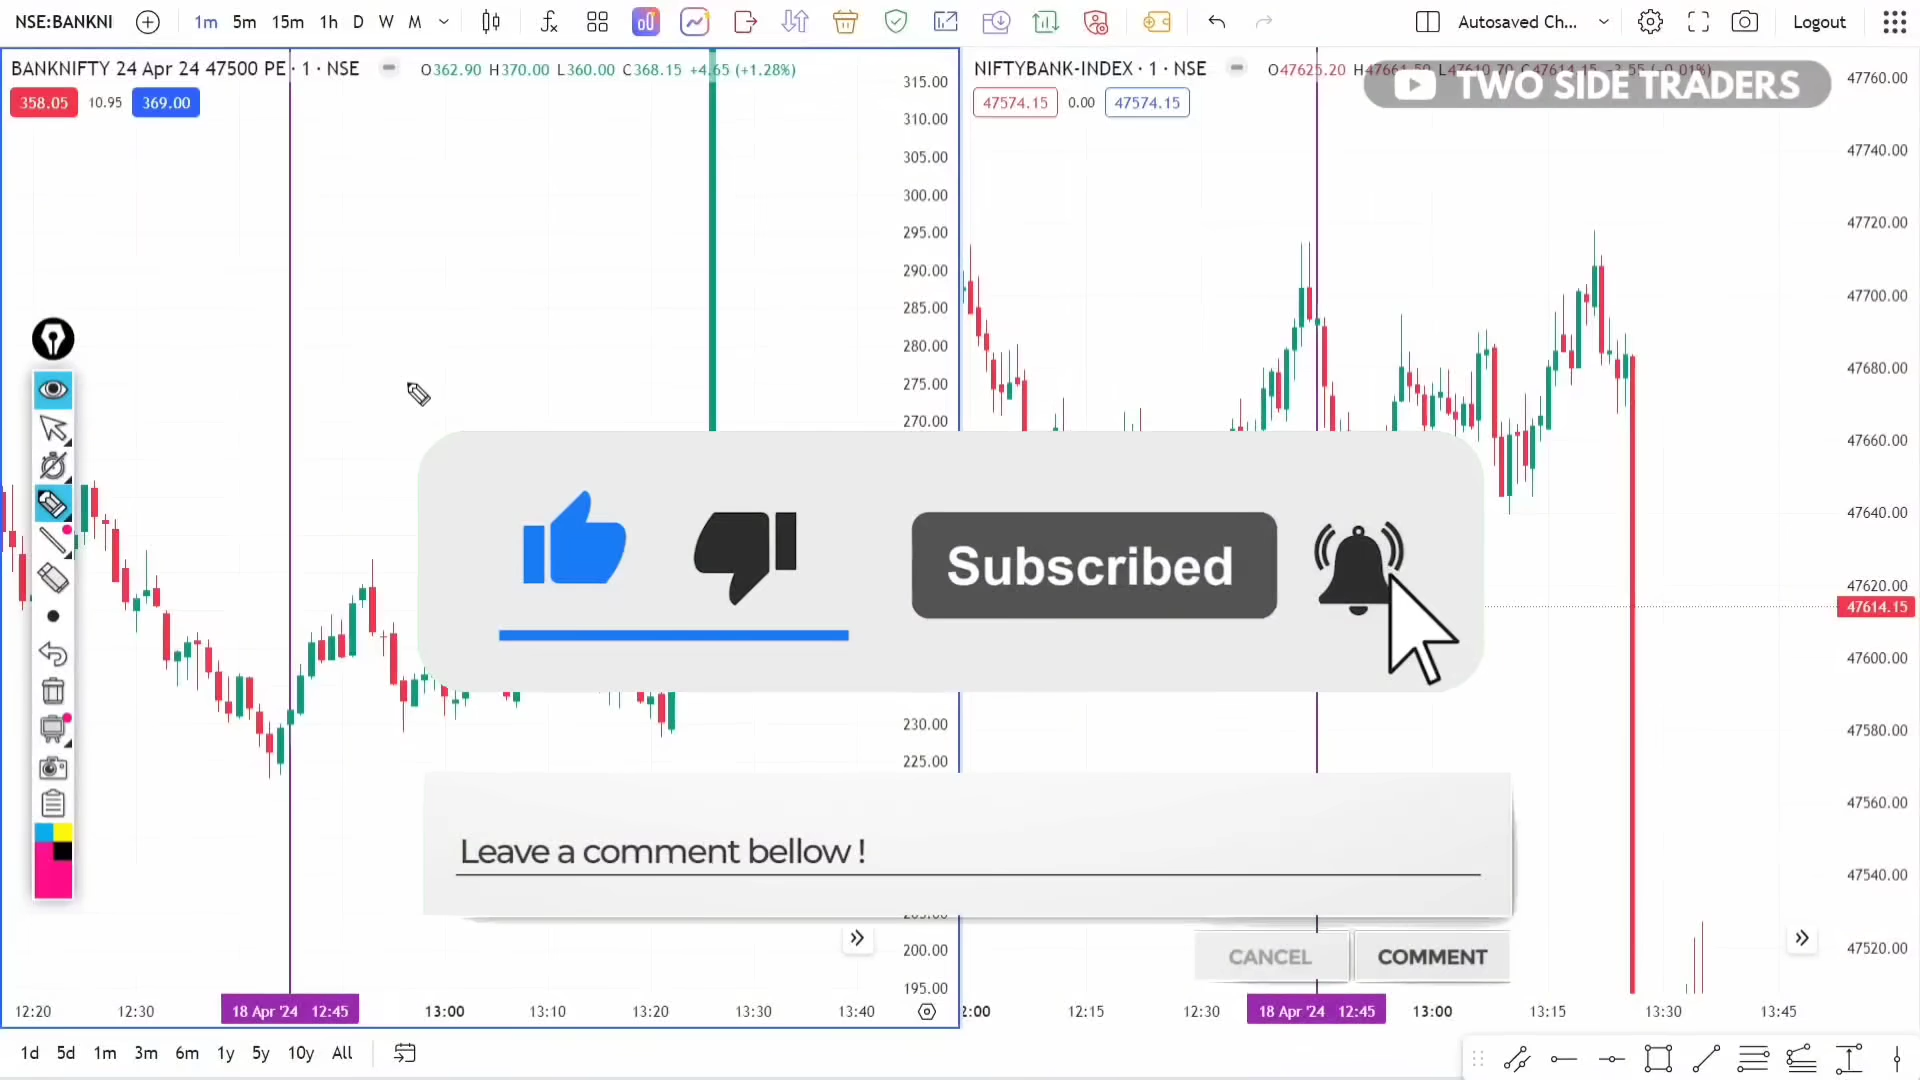 NSE:BANKNI 1m 5m 15m 1h D W M Autosaved Ch... Logout
BANKNIFTY 24 Apr 24 47500 PE · 1 · NSE O362.90 H370.00 L360.00 C368.15 +4.65 (+1.28%)
358.05 10.95 369.00
315.00
310.00
305.00
300.00
295.00
290.00
285.00
280.00
275.00
270.00
230.00
225.00
200.00
195.00
12:20 12:30 18 Apr '24 12:45 13:00 13:10 13:20 13:30 13:40
NIFTYBANK-INDEX · 1 · NSE O47625.20
TWO SIDE TRADERS
47574.15 0.00 47574.15
47760.00
47740.00
47720.00
47700.00
47680.00
47660.00
47640.00
47620.00
47614.15
47600.00
47580.00
47560.00
47540.00
47520.00
2:00 12:15 12:30 18 Apr '24 12:45 13:00 13:15 13:30 13:45
Subscribed
Leave a comment bellow !
CANCEL COMMENT
1d 5d 1m 3m 6m 1y 5y 10y All